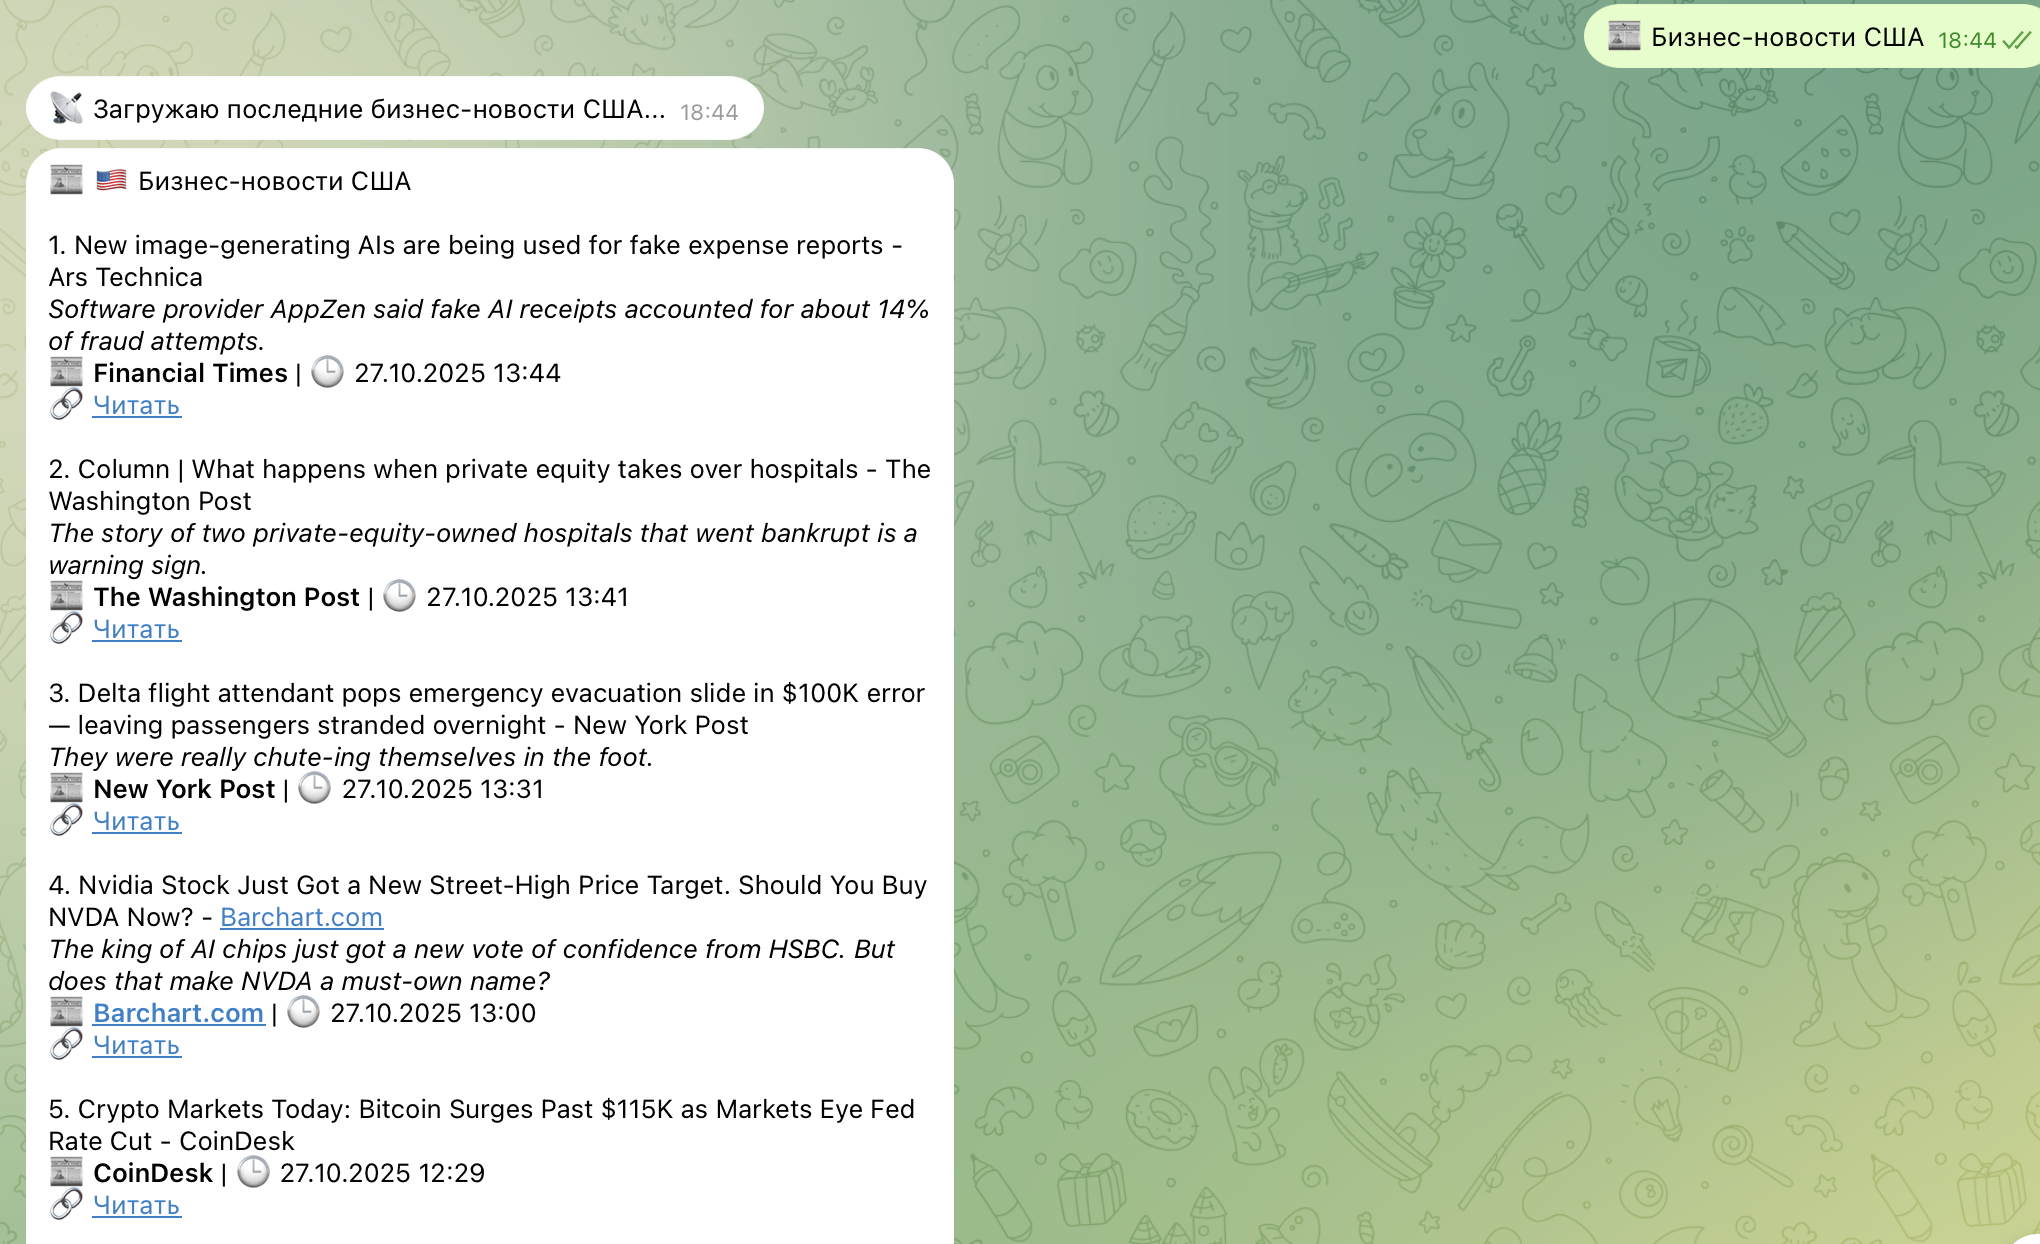 📰 Бизнес-новости США 18:44
📡 Загружаю последние бизнес-новости США... 18:44
📰 🇺🇸 Бизнес-новости США
1. New image-generating AIs are being used for fake expense reports -
Ars Technica
Software provider AppZen said fake AI receipts accounted for about 14%
of fraud attempts.
📰 Financial Times | 🕒 27.10.2025 13:44
🔗 Читать
2. Column | What happens when private equity takes over hospitals - The
Washington Post
The story of two private-equity-owned hospitals that went bankrupt is a
warning sign.
📰 The Washington Post | 🕒 27.10.2025 13:41
🔗 Читать
3. Delta flight attendant pops emergency evacuation slide in $100K error
— leaving passengers stranded overnight - New York Post
They were really chute-ing themselves in the foot.
📰 New York Post | 🕒 27.10.2025 13:31
🔗 Читать
4. Nvidia Stock Just Got a New Street-High Price Target. Should You Buy
NVDA Now? - Barchart.com
The king of AI chips just got a new vote of confidence from HSBC. But
does that make NVDA a must-own name?
📰 Barchart.com | 🕒 27.10.2025 13:00
🔗 Читать
5. Crypto Markets Today: Bitcoin Surges Past $115K as Markets Eye Fed
Rate Cut - CoinDesk
📰 CoinDesk | 🕒 27.10.2025 12:29
🔗 Читать